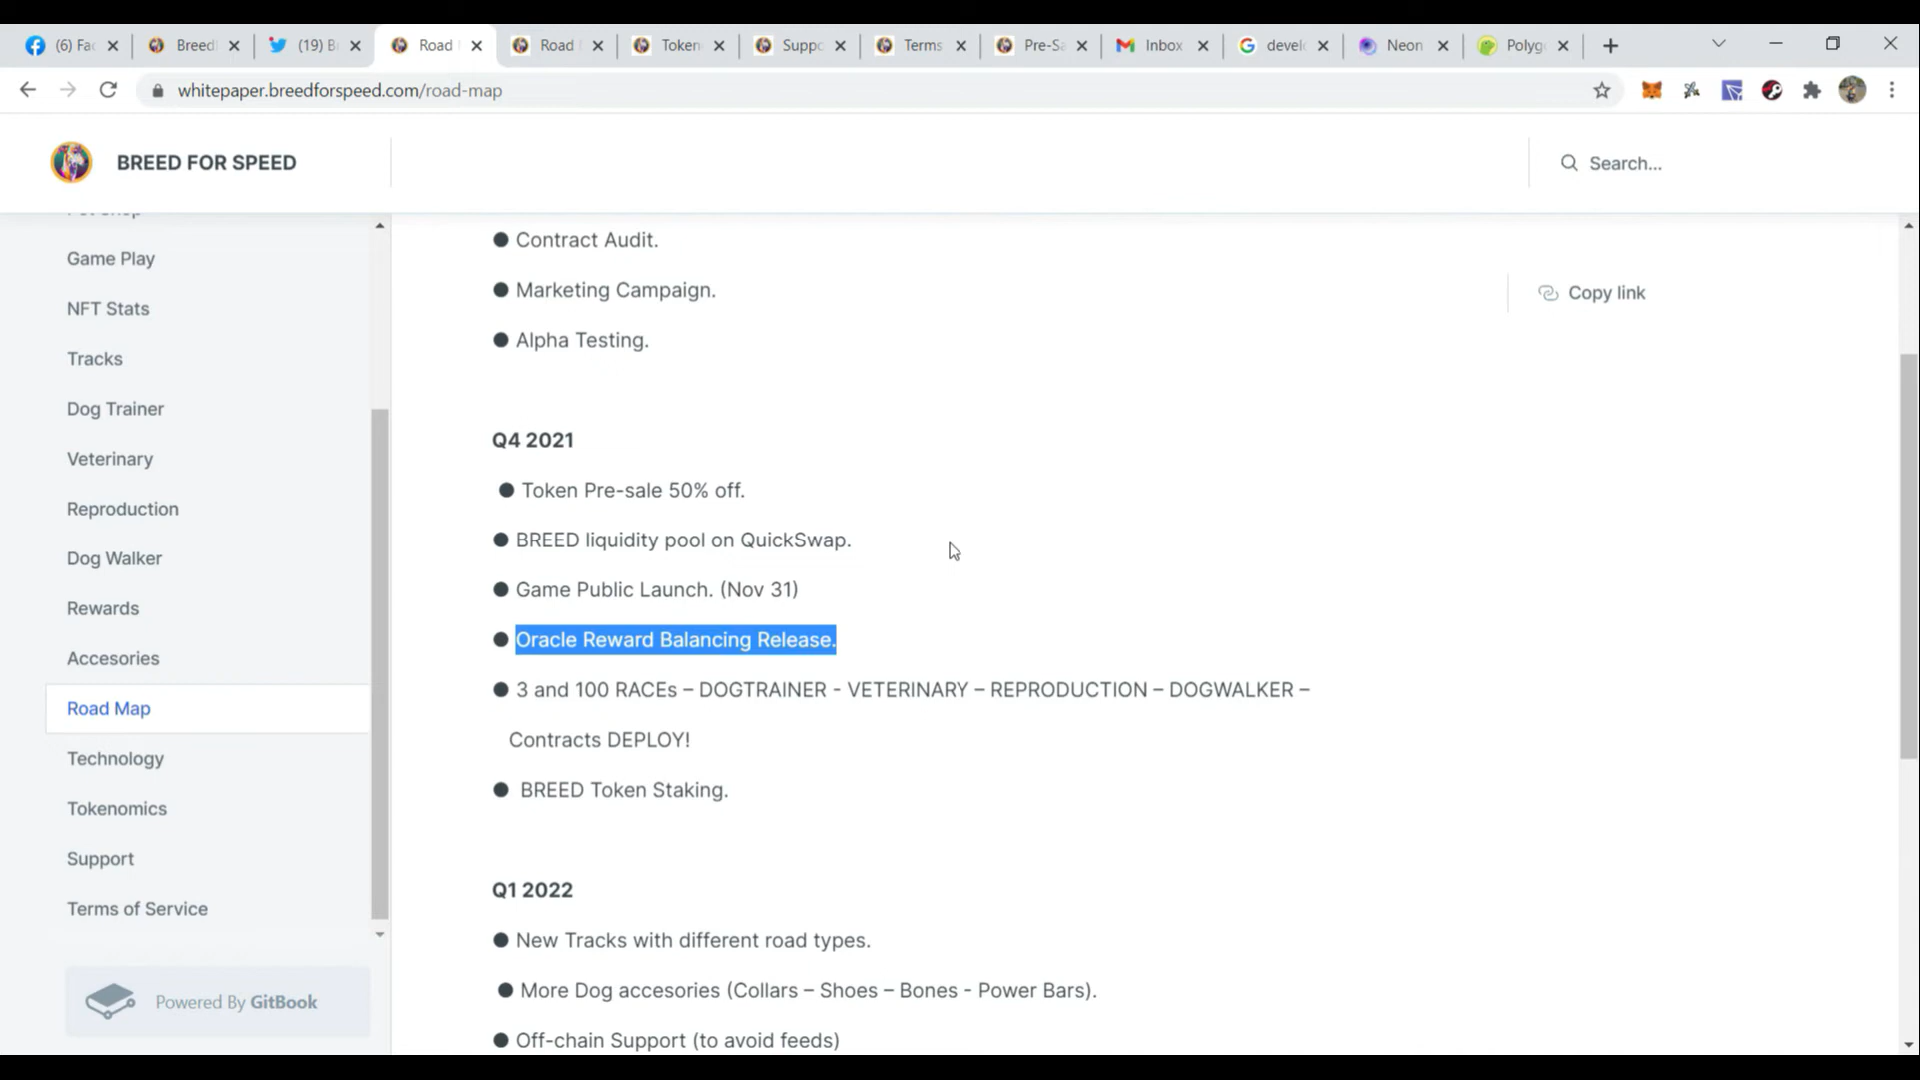 (6) Fac
Breed
(19) B
Road
Road
Token
Suppo
Terms
Pre-Sa
Inbox
devel
Neon
Polyg
whitepaper.breedforspeed.com/road-map
BREED FOR SPEED
Search...
Game Play
NFT Stats
Tracks
Dog Trainer
Veterinary
Reproduction
Dog Walker
Rewards
Accesories
Road Map
Technology
Tokenomics
Support
Terms of Service
Powered By GitBook
● Contract Audit.
● Marketing Campaign.
● Alpha Testing.
Q4 2021
● Token Pre-sale 50% off.
● BREED liquidity pool on QuickSwap.
● Game Public Launch. (Nov 31)
● Oracle Reward Balancing Release.
● 3 and 100 RACEs – DOGTRAINER - VETERINARY – REPRODUCTION – DOGWALKER –
Contracts DEPLOY!
● BREED Token Staking.
Q1 2022
● New Tracks with different road types.
● More Dog accesories (Collars – Shoes – Bones - Power Bars).
● Off-chain Support (to avoid feeds)
Copy link